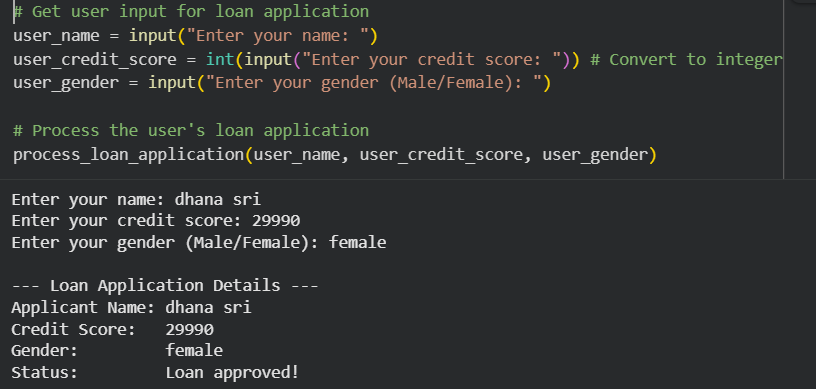 # Get user input for loan application
user_name = input("Enter your name: ")
user_credit_score = int(input("Enter your credit score: ")) # Convert to integer
user_gender = input("Enter your gender (Male/Female): ")
# Process the user's loan application
process_loan_application(user_name, user_credit_score, user_gender)
Enter your name: dhana sri
Enter your credit score: 29990
Enter your gender (Male/Female): female
--- Loan Application Details ---
Applicant Name: dhana sri
Credit Score:   29990
Gender:         female
Status:         Loan approved!